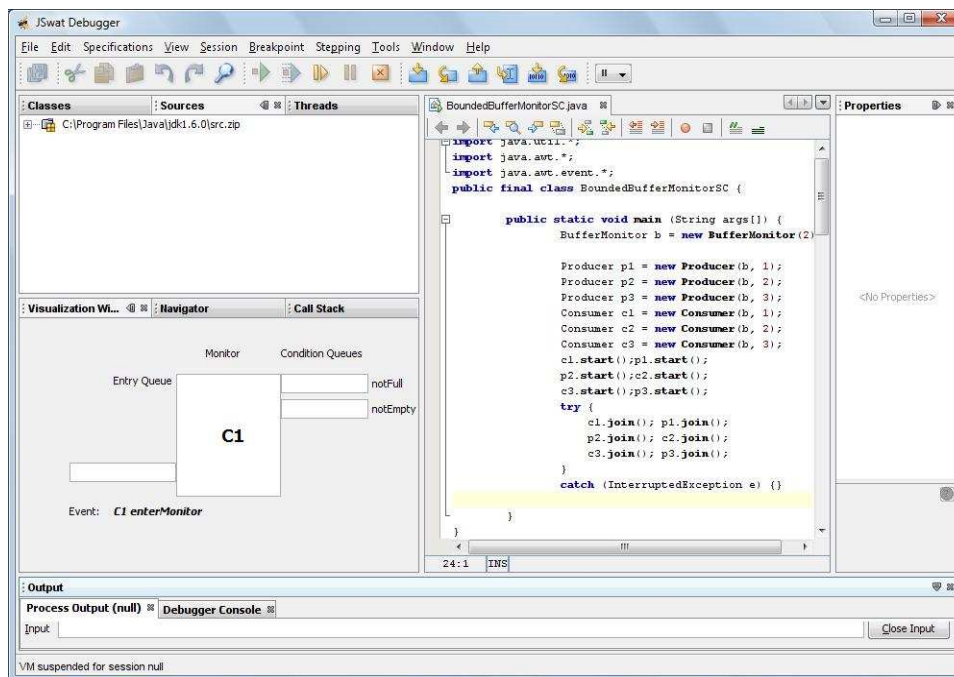 JSwat Debugger
File Edit Specifications View Session Breakpoint Stepping Tools Window Help
Classes Sources Threads
C:\Program Files\Java\jdk1.6.0\src.zip
BoundedBufferMonitorSC.java
import java.util.*;
import java.awt.*;
import java.awt.event.*;
public final class BoundedBufferMonitorSC {
public static void main (String args[]) {
BufferMonitor b = new BufferMonitor(2)
Producer p1 = new Producer(b, 1);
Producer p2 = new Producer(b, 2);
Producer p3 = new Producer(b, 3);
Consumer c1 = new Consumer(b, 1);
Consumer c2 = new Consumer(b, 2);
Consumer c3 = new Consumer(b, 3);
c1.start();p1.start();
p2.start();c2.start();
c3.start();p3.start();
try {
c1.join(); p1.join();
p2.join(); c2.join();
c3.join(); p3.join();
}
catch (InterruptedException e) {}
}
}
24:1 INS
Properties
<No Properties>
Visualization Wi... Navigator Call Stack
Monitor Condition Queues
Entry Queue notFull
notEmpty
C1
Event: C1 enterMonitor
Output
Process Output (null) Debugger Console
Input Close Input
VM suspended for session null